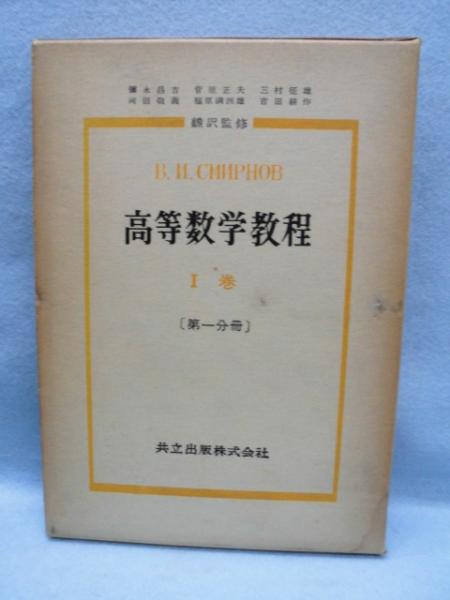 彌永昌吉 菅原正夫 三村征雄
河田敬義 福原満洲雄 吉田耕作
飜訳監修
В.И.СМИРНОВ
高等数学教程
I 巻
〔第一分冊〕
共立出版株式会社